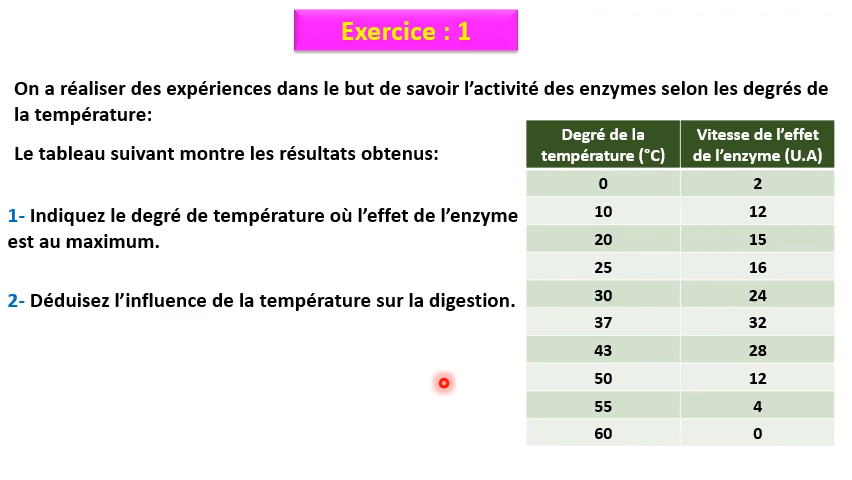 Exercice : 1
On a réaliser des expériences dans le but de savoir l'activité des enzymes selon les degrés de
la température:
Le tableau suivant montre les résultats obtenus:
1- Indiquez le degré de température où l'effet de l'enzyme
est au maximum.
2- Déduisez l'influence de la température sur la digestion.
Degré de la température (°C) Vitesse de l'effet de l'enzyme (U.A)
0 2
10 12
20 15
25 16
30 24
37 32
43 28
50 12
55 4
60 0